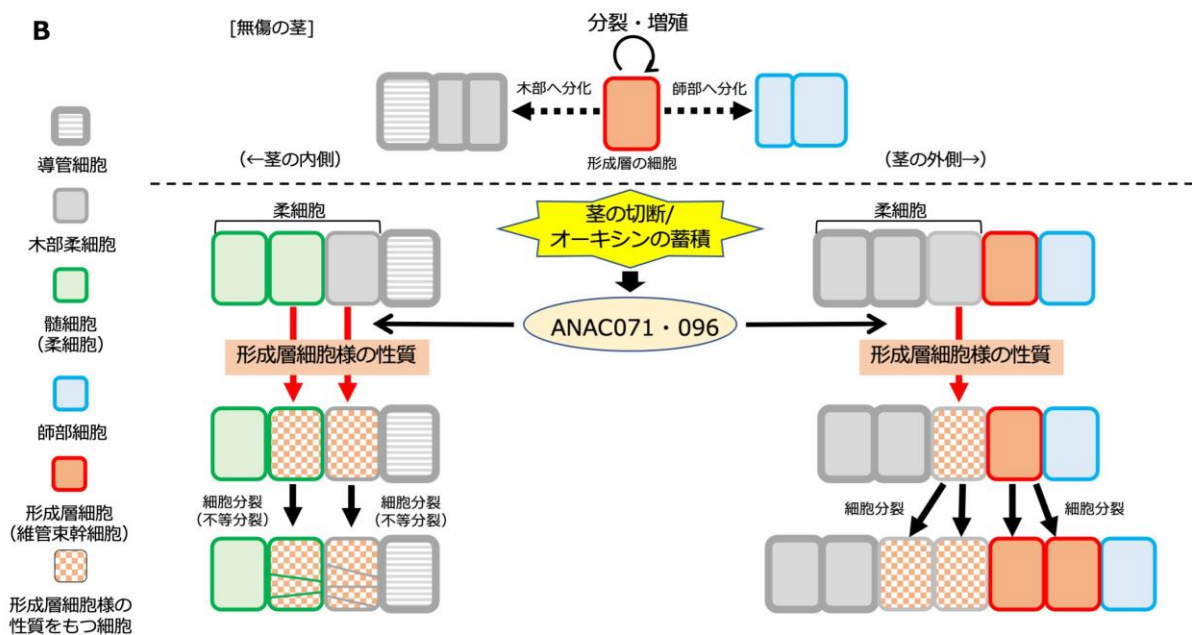 B
[無傷の茎]
分裂・増殖
木部へ分化
師部へ分化
形成層の細胞
(←茎の内側)
(茎の外側→)
導管細胞
木部柔細胞
髄細胞
(柔細胞)
師部細胞
形成層細胞
(維管束幹細胞)
形成層細胞様の
性質をもつ細胞
茎の切断/
オーキシンの蓄積
ANAC071・096
柔細胞
形成層細胞様の性質
細胞分裂
(不等分裂)
細胞分裂
(不等分裂)
柔細胞
形成層細胞様の性質
細胞分裂
細胞分裂